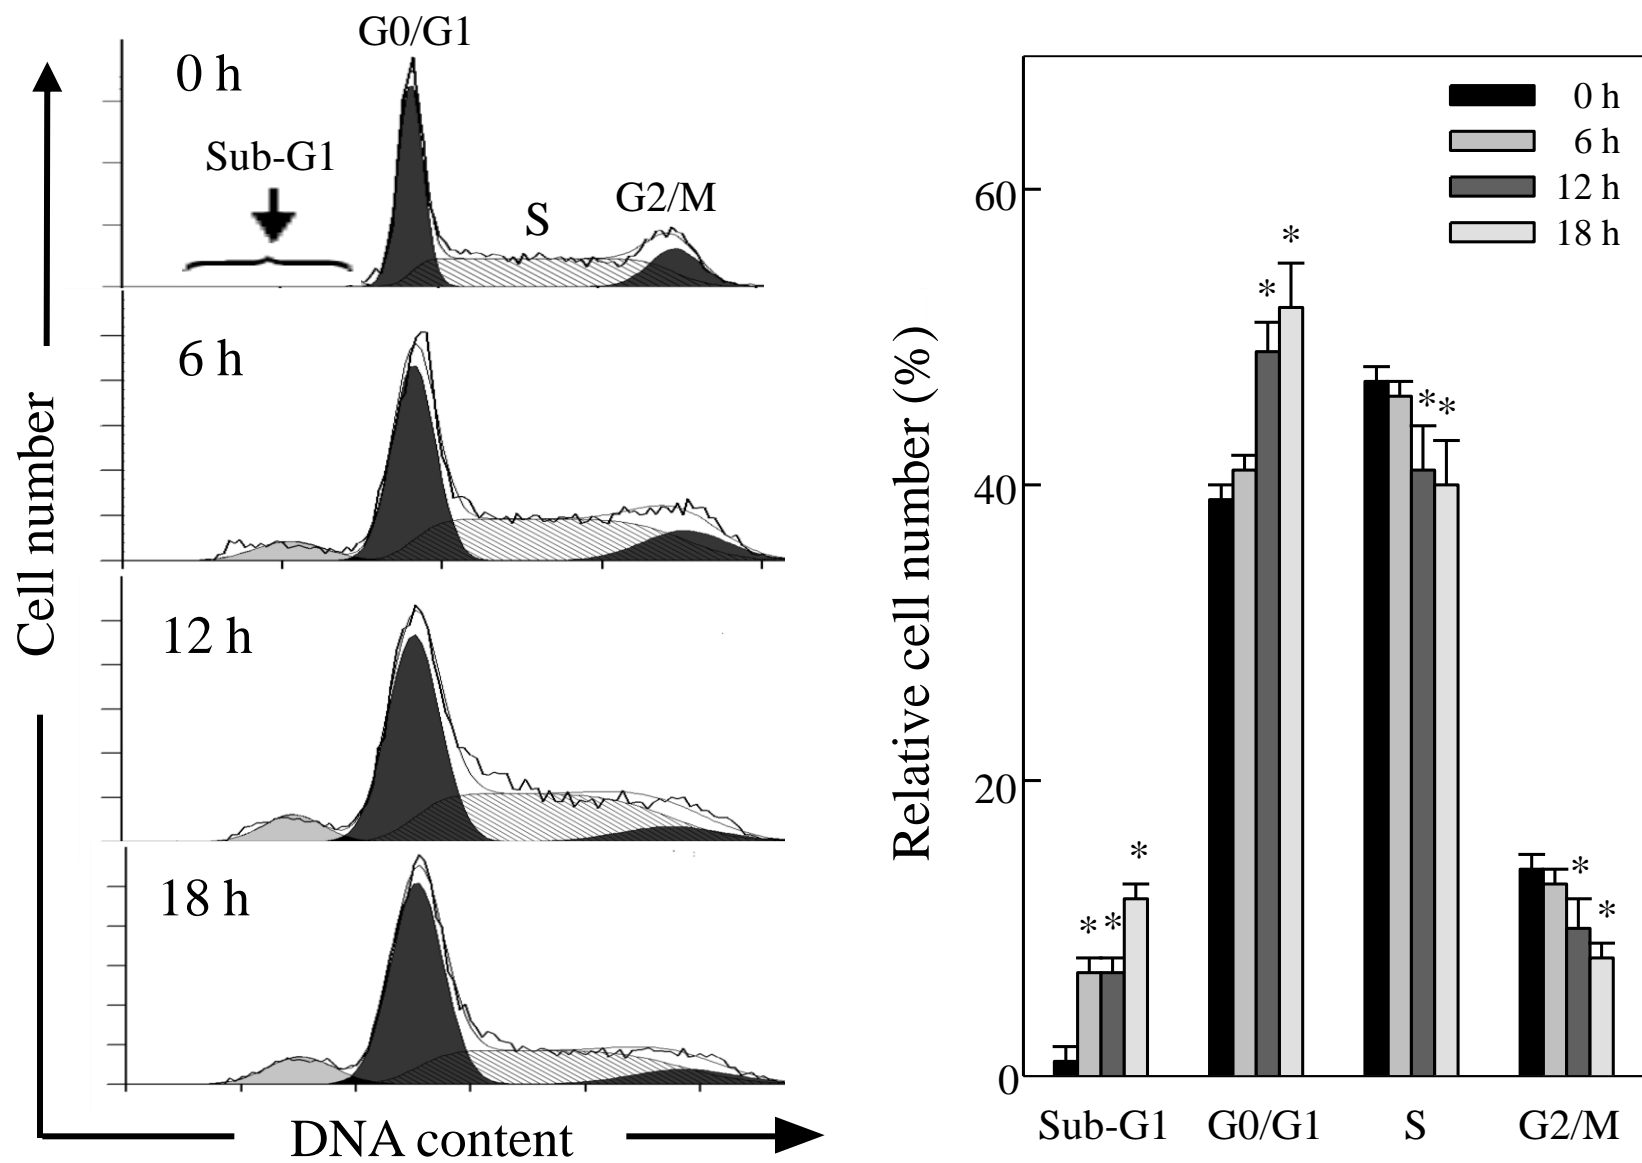 G0/G1
0 h
Sub-G1
S
G2/M
6 h
12 h
18 h
Cell number
DNA content
Relative cell number (%)
60
40
20
0
0 h
6 h
12 h
18 h
*
*
*
*
*
*
*
*
*
Sub-G1
G0/G1
S
G2/M